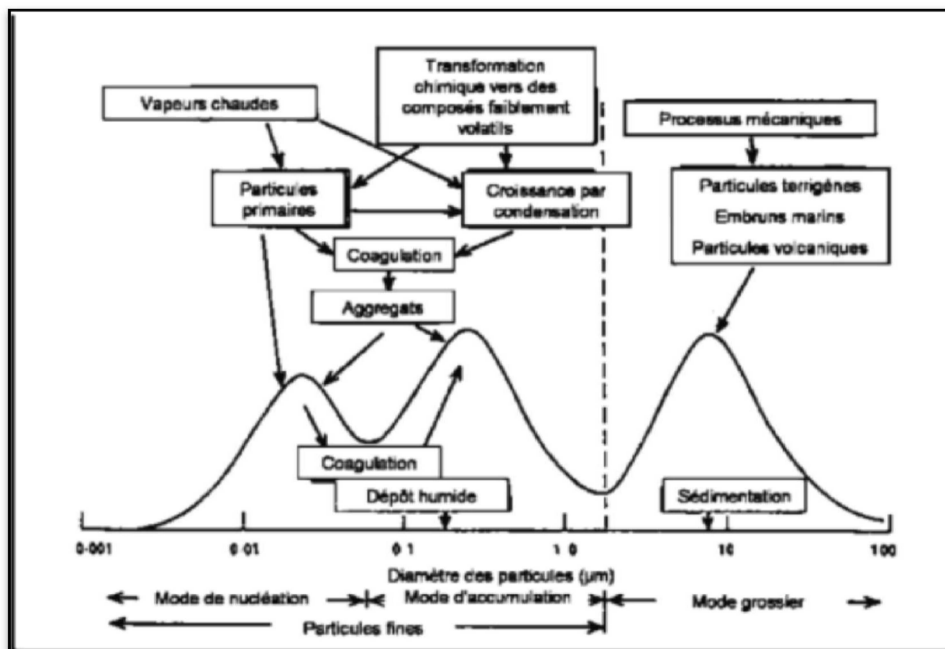 Transformation
chimique vers des
composés faiblement
volatils
Vapeurs chaudes
Processus mécaniques
Particules
primaires
Croissance par
condensation
Particules terrigènes
Embruns marins
Particules volcaniques
Coagulation
Aggregats
Coagulation
Dépôt humide
Sédimentation
0·001 0·01 0·1 1 0 10 100
Diamètre des particules (µm)
Mode de nucléation Mode d'accumulation Mode grossier
Particules fines